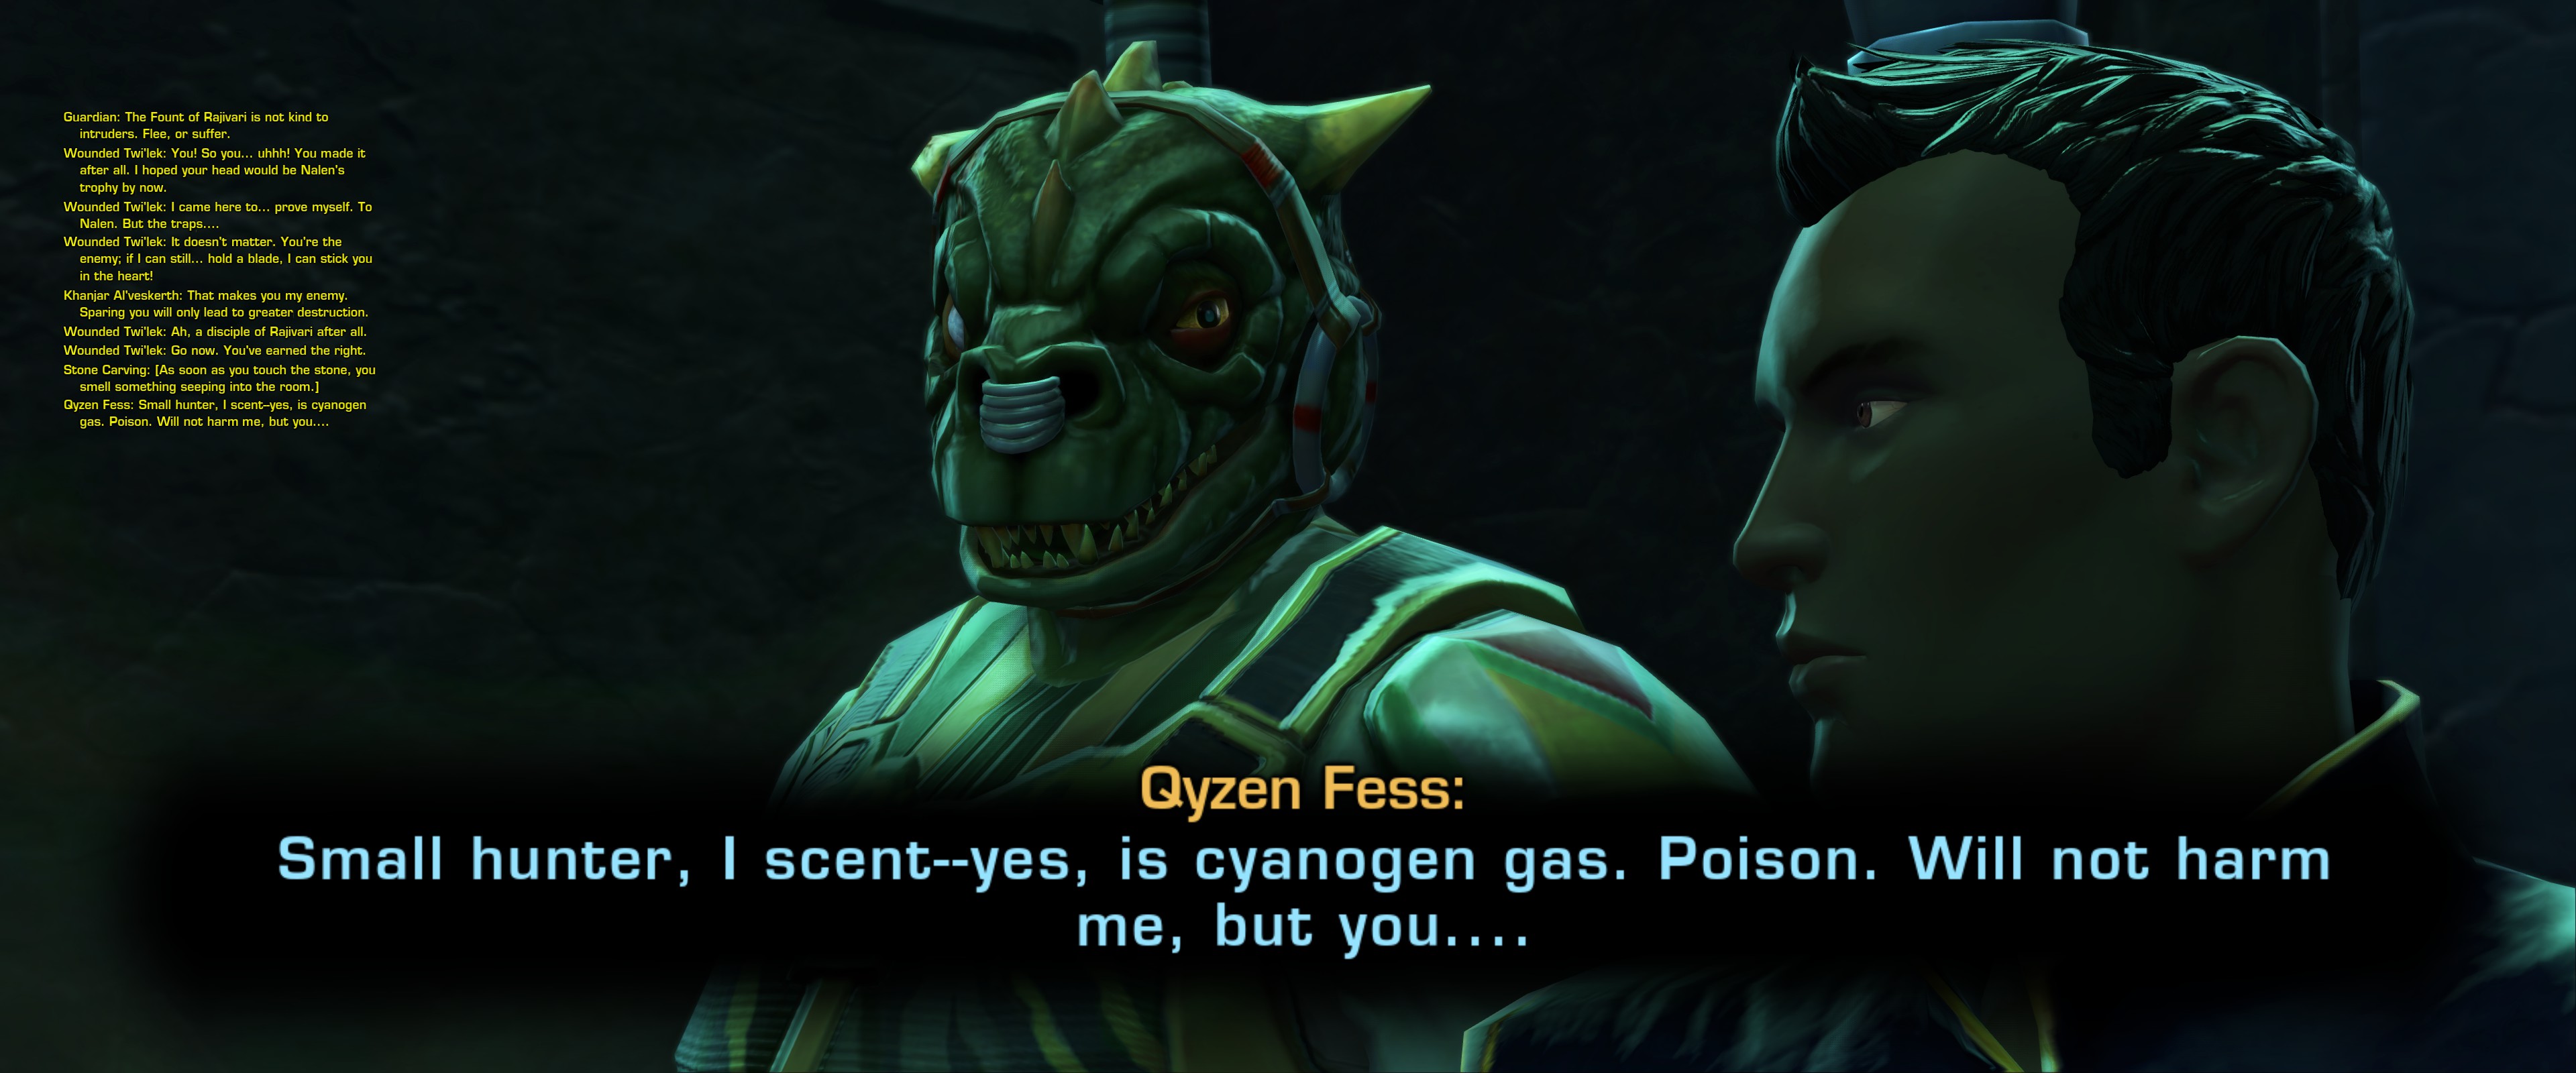 Guardian: The Fount of Rajivari is not kind to
intruders. Flee, or suffer.
Wounded Twi'lek: You! So you... uhhh! You made it
after all. I hoped your head would be Nalen's
trophy by now.
Wounded Twi'lek: I came here to... prove myself. To
Nalen. But the traps....
Wounded Twi'lek: It doesn't matter. You're the
enemy; if I can still... hold a blade, I can stick you
in the heart!
Khanjar Al'veskerth: That makes you my enemy.
Sparing you will only lead to greater destruction.
Wounded Twi'lek: Ah, a disciple of Rajivari after all.
Wounded Twi'lek: Go now. You've earned the right.
Stone Carving: [As soon as you touch the stone, you
smell something seeping into the room.]
Qyzen Fess: Small hunter, I scent--yes, is cyanogen
gas. Poison. Will not harm me, but you....
Qyzen Fess:
Small hunter, I scent--yes, is cyanogen gas. Poison. Will not harm
me, but you....